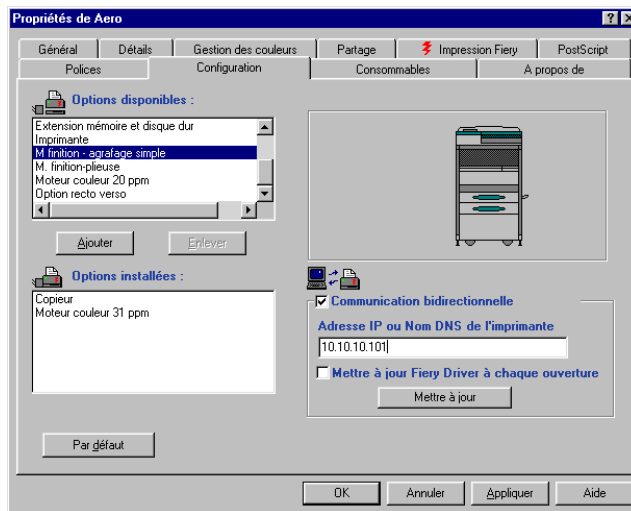 Propriétés de Aero
Général Détails Gestion des couleurs Partage Impression Fiery PostScript
Polices Configuration Consommables A propos de
Options disponibles :
Extension mémoire et disque dur
Imprimante
M finition - agrafage simple
M. finition-plieuse
Moteur couleur 20 ppm
Option recto verso
Ajouter Enlever
Options installées :
Copieur
Moteur couleur 31 ppm
Communication bidirectionnelle
Adresse IP ou Nom DNS de l'imprimante
10.10.10.101
Mettre à jour Fiery Driver à chaque ouverture
Mettre à jour
Par défaut
OK Annuler Appliquer Aide